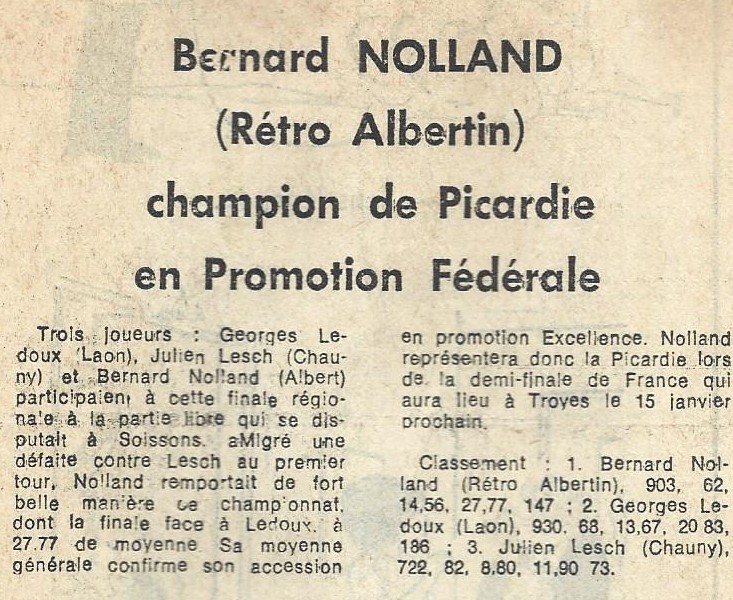 Bernard NOLLAND
(Rétro Albertin)
champion de Picardie
en Promotion Fédérale
Trois joueurs : Georges Le-
doux (Laon), Julien Lesch (Chau-
ny) et Bernard Nolland (Albert)
participaient à cette finale régio-
nale à la partie libre qui se dis-
putait à Soissons. aMlgré une
défaite contre Lesch au premier
tour, Nolland remportait de fort
belle manière ce championnat,
dont la finale face à Ledoux, à
27.77 de moyenne. Sa moyenne
générale confirme son accession
en promotion Excellence. Nolland
représentera donc la Picardie lors
de la demi-finale de France qui
aura lieu à Troyes le 15 janvier
prochain.
Classement : 1. Bernard Nol-
land (Rétro Albertin), 903, 62,
14,56, 27,77, 147 ; 2. Georges Le-
doux (Laon), 930, 68, 13,67, 20 83,
186 ; 3. Julien Lesch (Chauny),
722, 82, 8,80, 11,90 73.